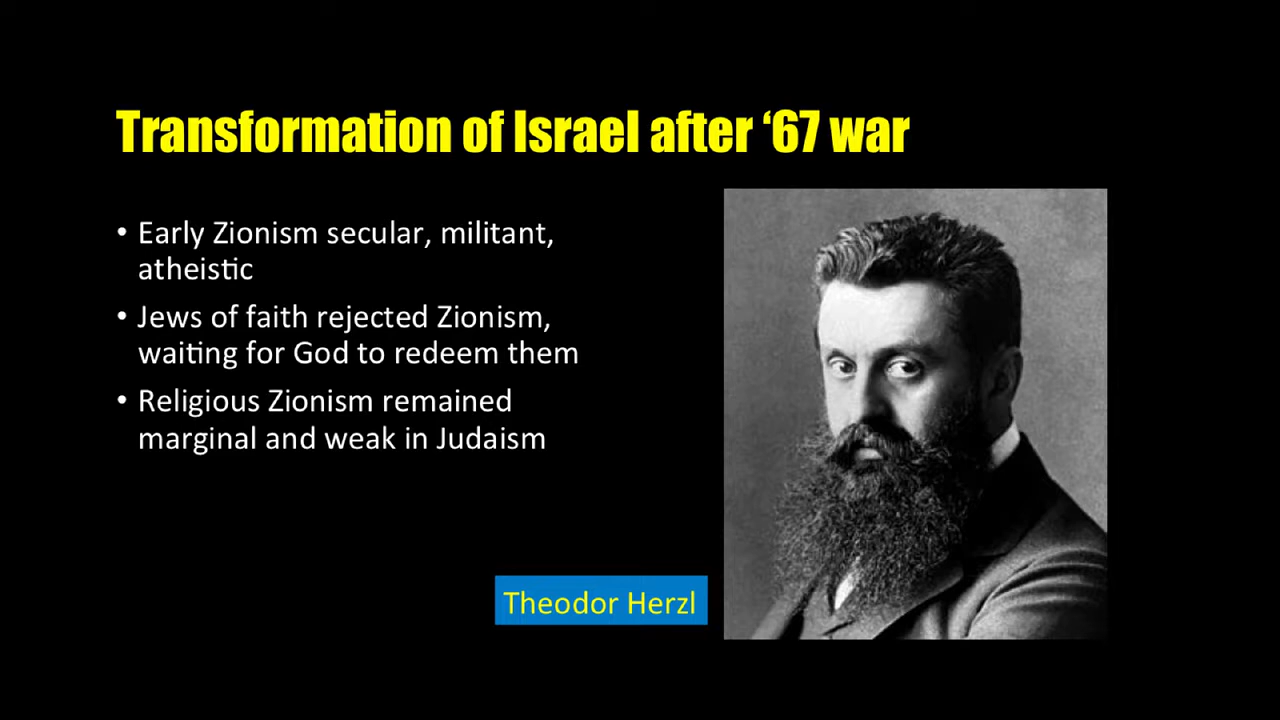 Transformation of Israel after ‘67 war
• Early Zionism secular, militant,
atheistic
• Jews of faith rejected Zionism,
waiting for God to redeem them
• Religious Zionism remained
marginal and weak in Judaism
Theodor Herzl